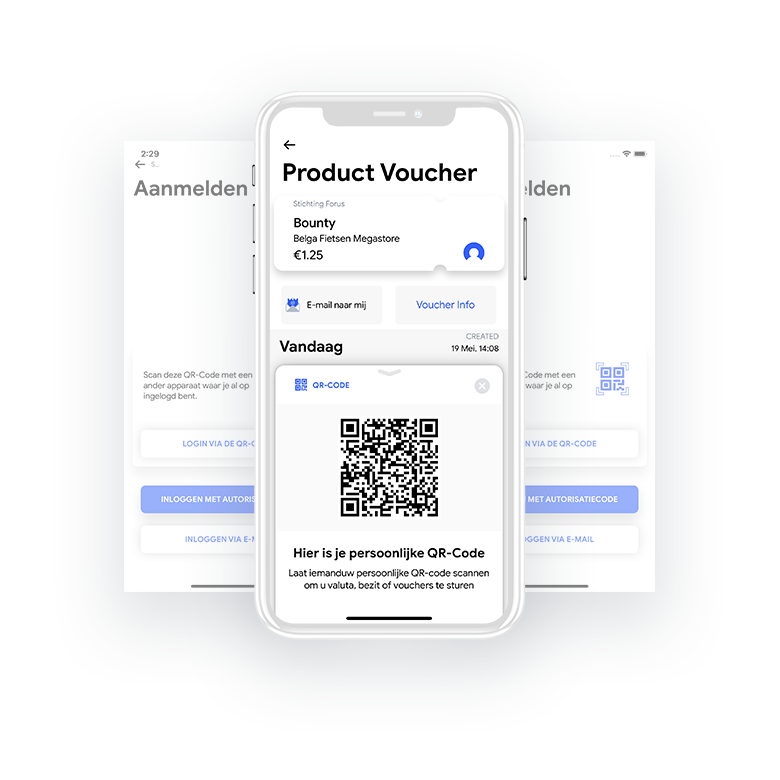 2:29
S...
Aanmelden
Scan deze QR-Code met een
ander apparaat waar je al op
ingelogd bent.
LOGIN VIA DE QR-C
INLOGGEN MET AUTORIS
INLOGGEN VIA E-M
Product Voucher
Stichting Forus
Bounty
Belga Fietsen Megastore
€1.25
E-mail naar mij
Voucher Info
CREATED
Vandaag
19 Mei, 14:08
QR-CODE
Hier is je persoonlijke QR-Code
Laat iemanduw persoonlijke QR-code scannen
om u valuta, bezit of vouchers te sturen
elden
Code met een
waar je al op
N VIA DE QR-CODE
MET AUTORISATIECODE
GGEN VIA E-MAIL